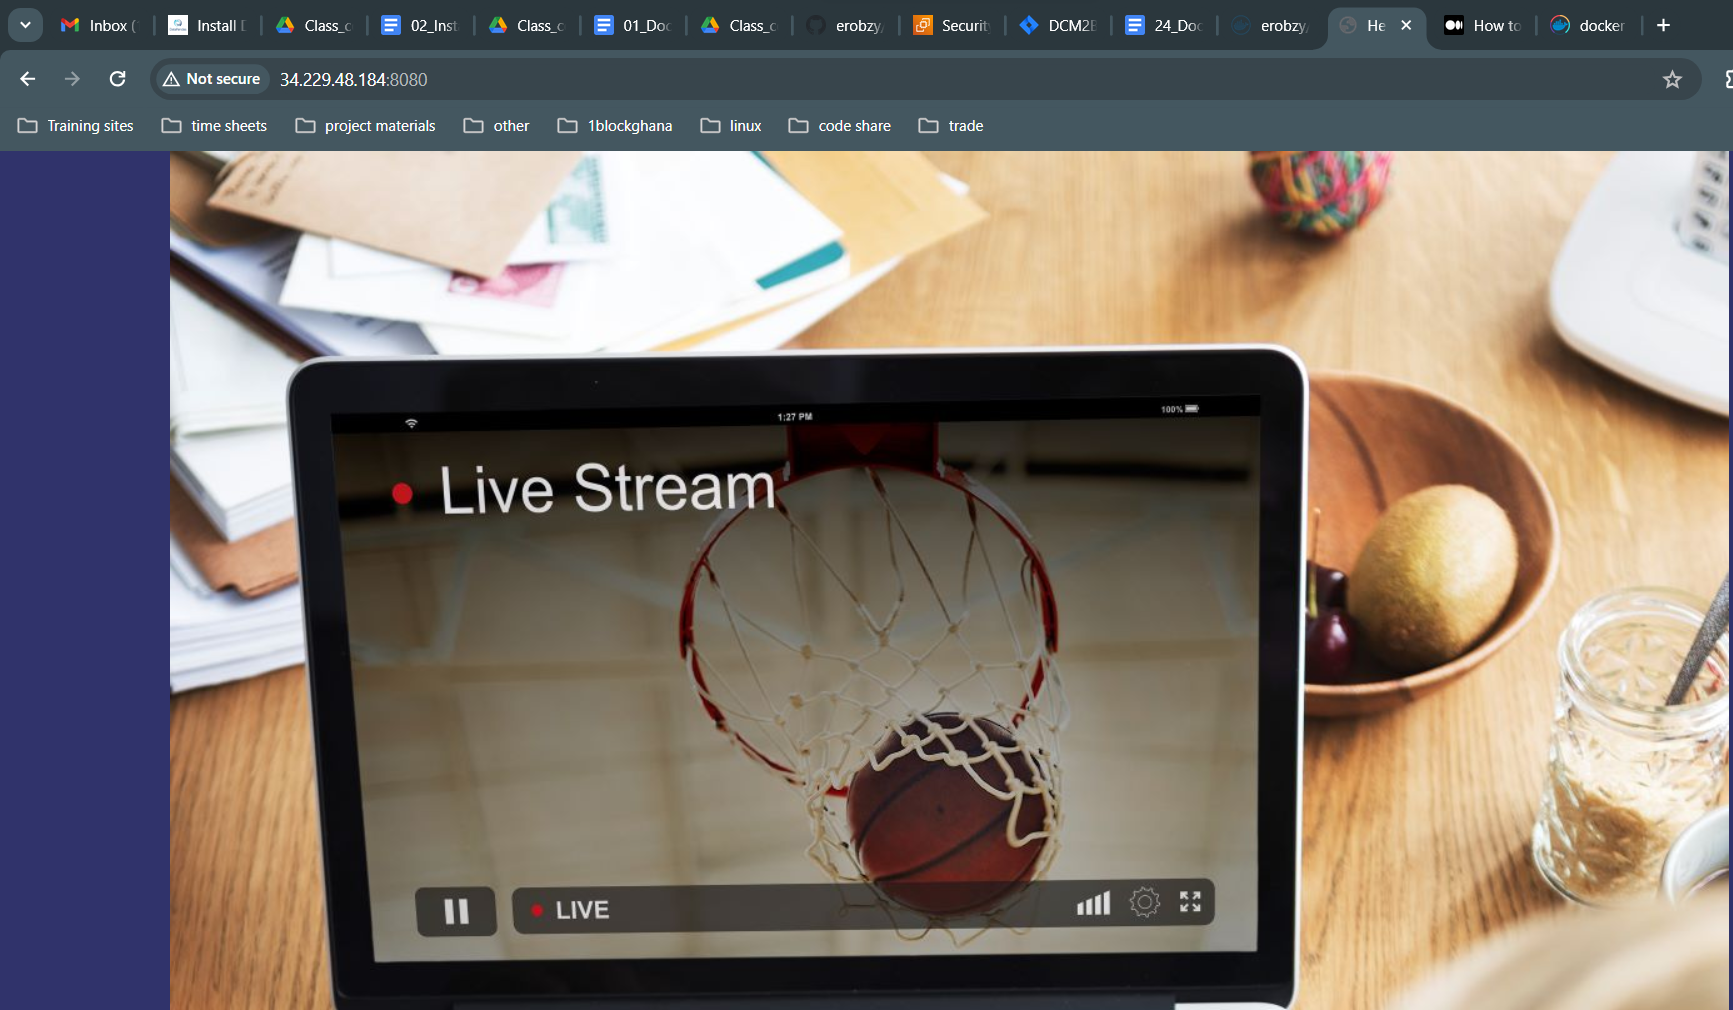 Inbox (
Install D
Class_c
02_Inst
Class_c
01_Doc
Class_c
erobzy/
Securit
DCM2E
24_Doc
erobzy/
He
How to
docker
Not secure
34.229.48.184:8080
Training sites
time sheets
project materials
other
1blockghana
linux
code share
trade
1:27 PM
100%
Live Stream
LIVE